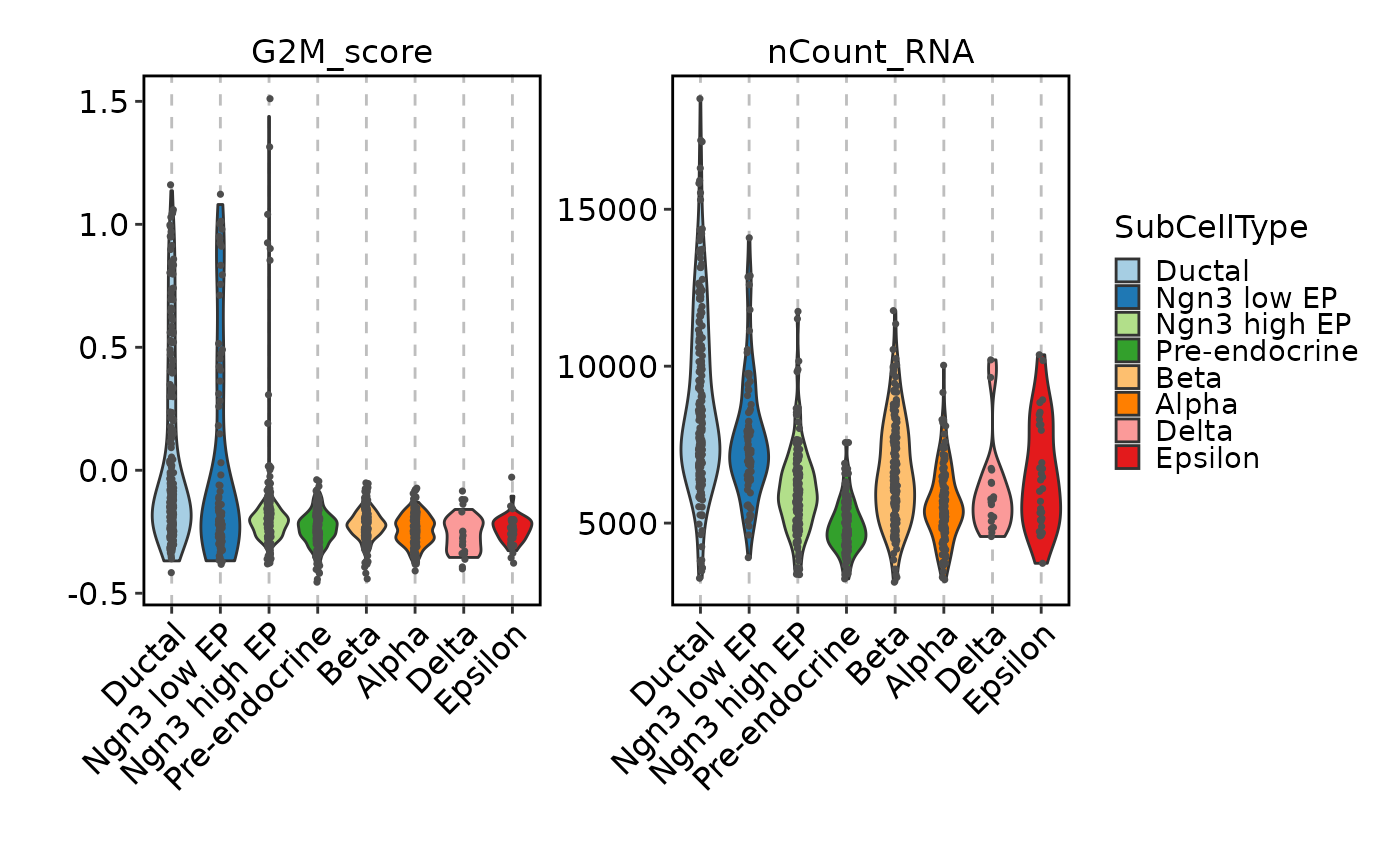 G2M_score
1.5
1.0
0.5
0.0
-0.5
Ductal
Ngn3 low EP
Ngn3 high EP
Pre-endocrine
Beta
Alpha
Delta
Epsilon
nCount_RNA
15000
10000
5000
Ductal
Ngn3 low EP
Ngn3 high EP
Pre-endocrine
Beta
Alpha
Delta
Epsilon
SubCellType
Ductal
Ngn3 low EP
Ngn3 high EP
Pre-endocrine
Beta
Alpha
Delta
Epsilon